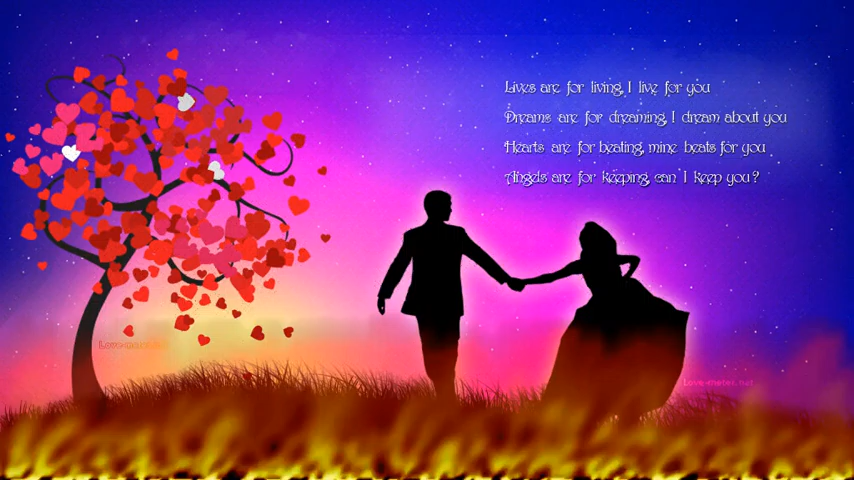 Lives are for living, I live for you
Dreams are for dreaming, I dream about you
Hearts are for beating, mine beats for you
Angels are for keeping, can I keep you?